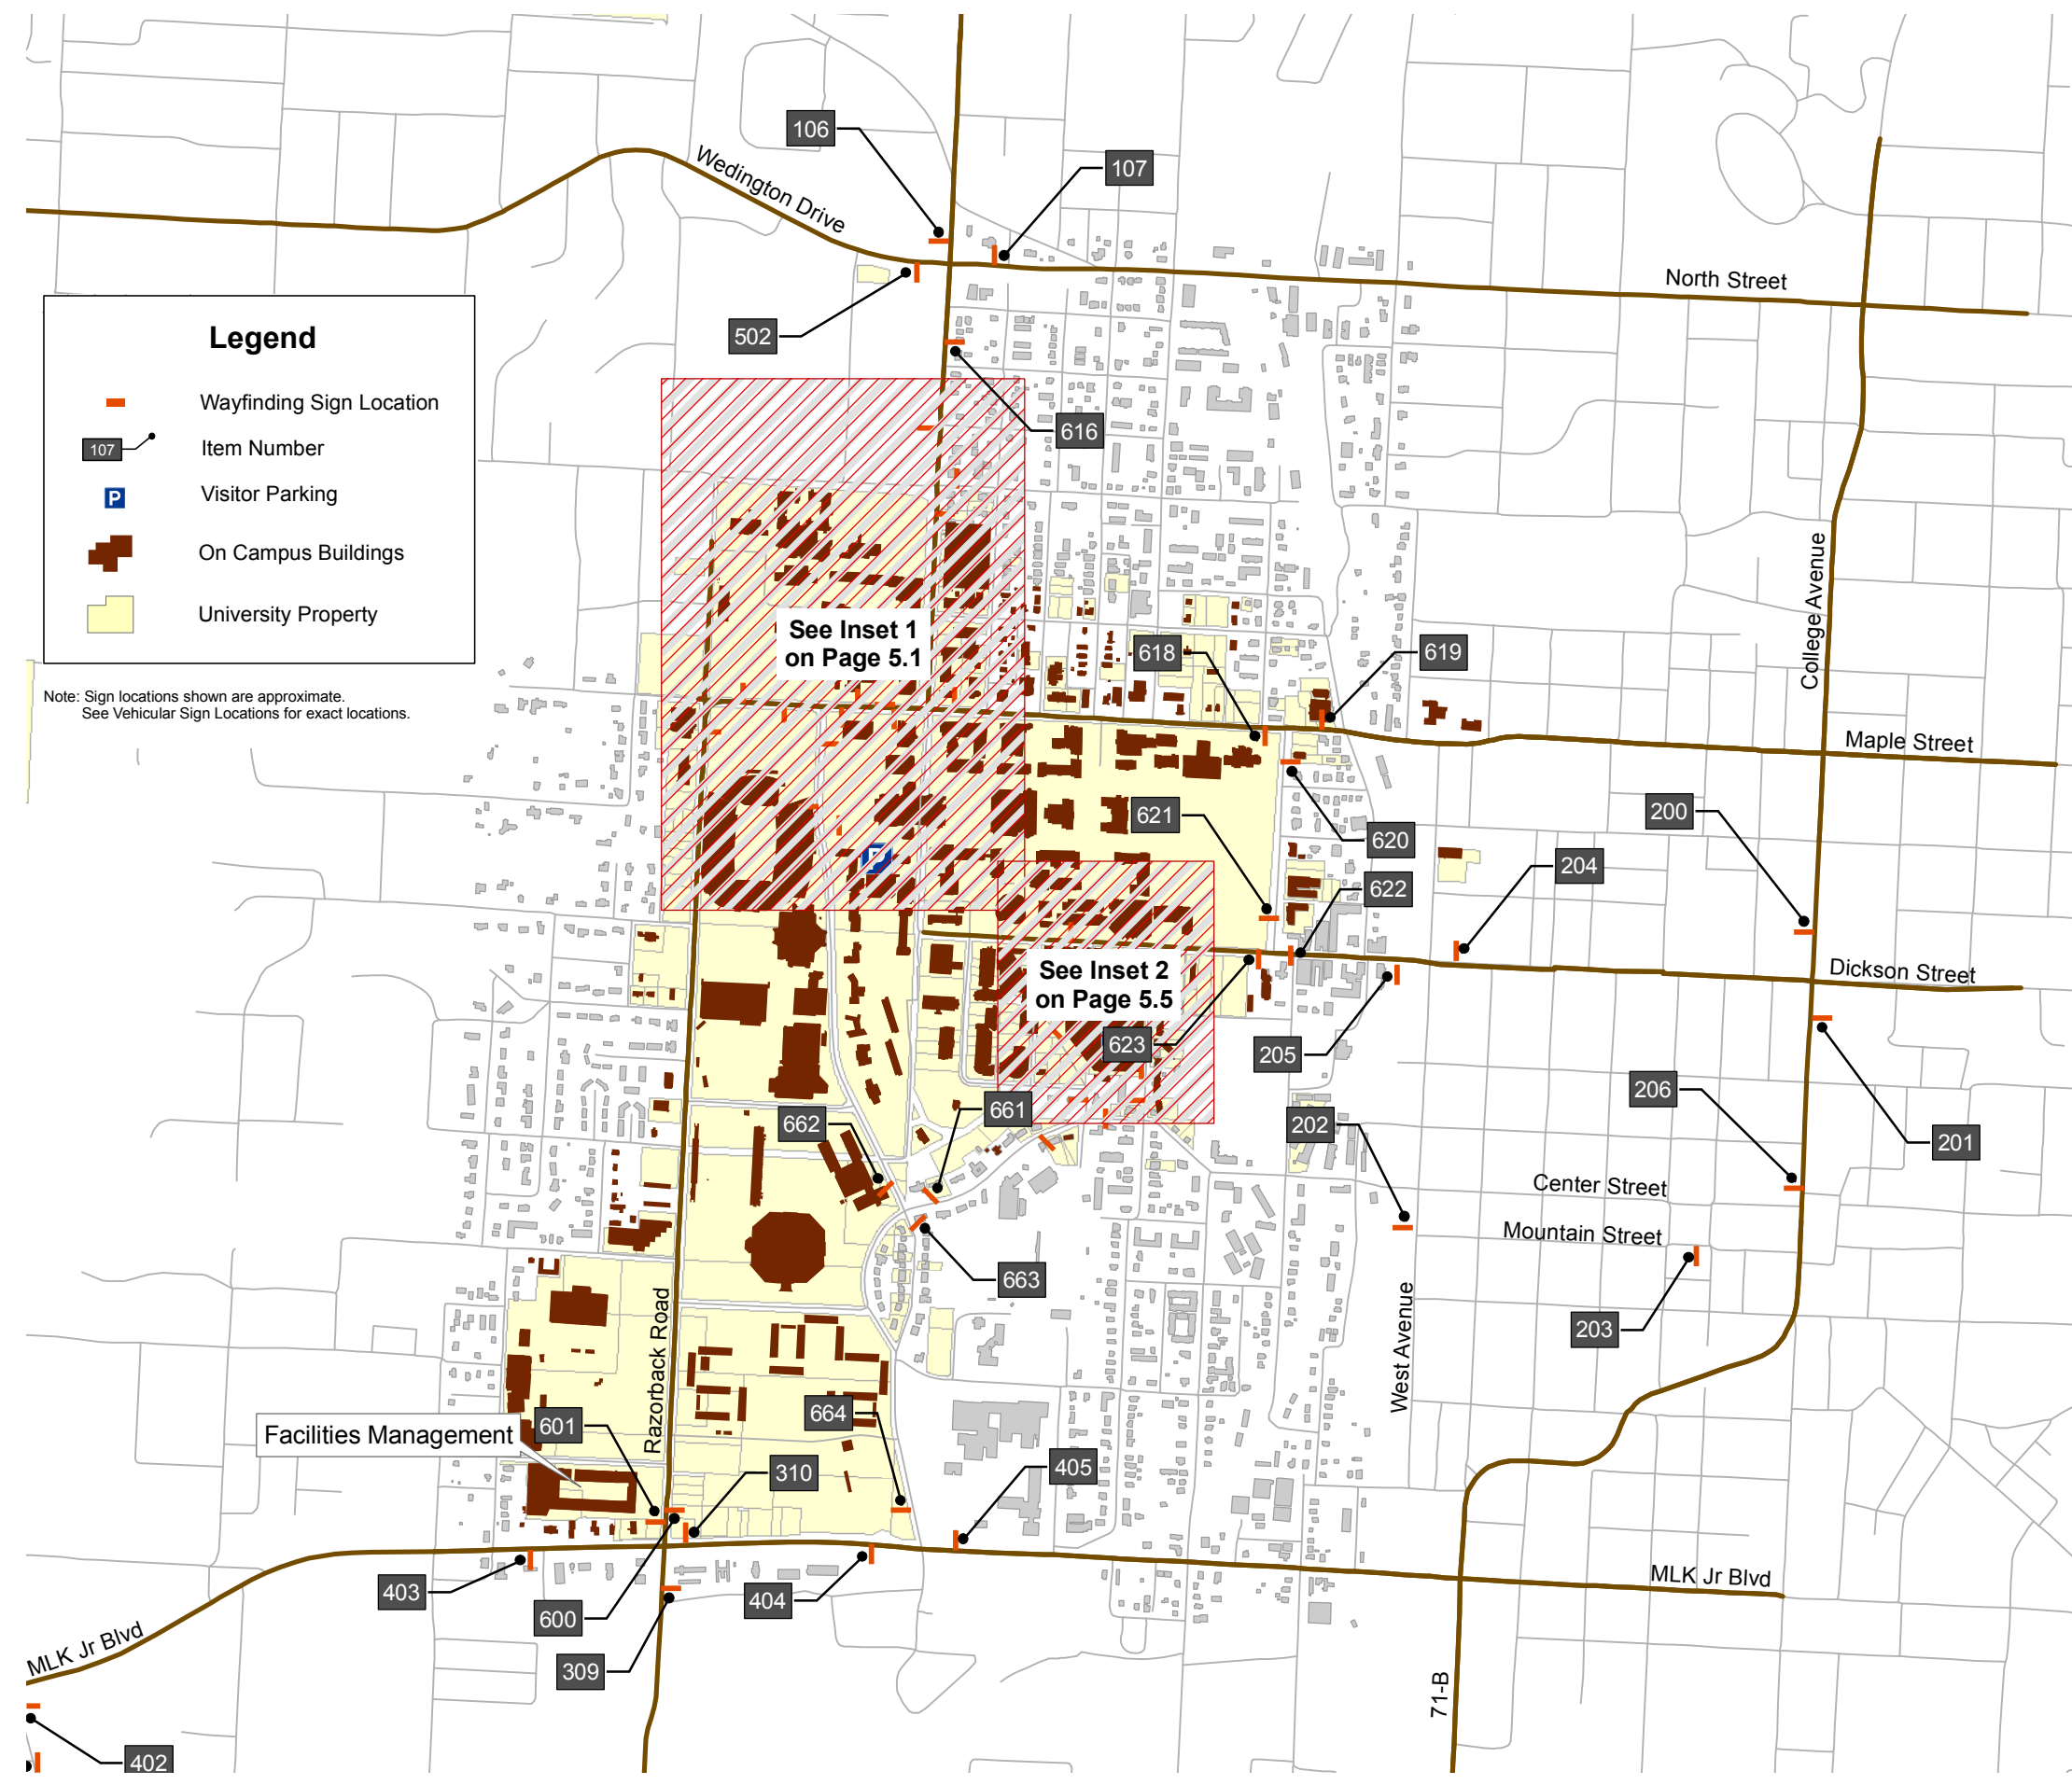 106
107
Wedington Drive
North Street
502
Legend
Wayfinding Sign Location
107
Item Number
P
Visitor Parking
On Campus Buildings
University Property
Note: Sign locations shown are approximate.
See Vehicular Sign Locations for exact locations.
616
See Inset 1
on Page 5.1
618
619
College Avenue
Maple Street
621
620
200
P
622
204
See Inset 2
on Page 5.5
Dickson Street
623
205
206
201
661
662
202
Center Street
Mountain Street
663
203
Razorback Road
West Avenue
664
601
Facilities Management
310
405
403
404
600
MLK Jr Blvd
MLK Jr Blvd
309
71-B
402